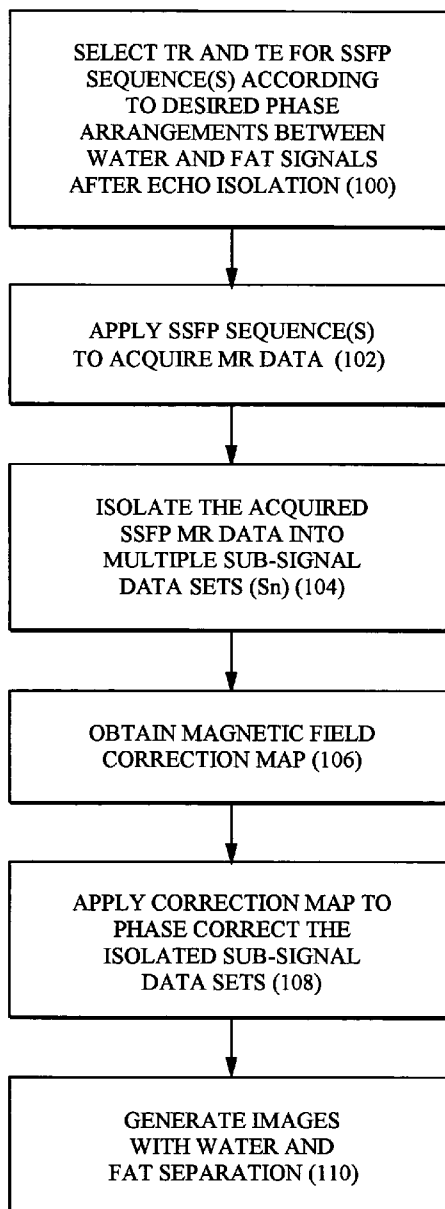 SELECT TR AND TE FOR SSFP
SEQUENCE(S) ACCORDING
TO DESIRED PHASE
ARRANGEMENTS BETWEEN
WATER AND FAT SIGNALS
AFTER ECHO ISOLATION (100)
APPLY SSFP SEQUENCE(S)
TO ACQUIRE MR DATA (102)
ISOLATE THE ACQUIRED
SSFP MR DATA INTO
MULTIPLE SUB-SIGNAL
DATA SETS (Sn) (104)
OBTAIN MAGNETIC FIELD
CORRECTION MAP (106)
APPLY CORRECTION MAP TO
PHASE CORRECT THE
ISOLATED SUB-SIGNAL
DATA SETS (108)
GENERATE IMAGES
WITH WATER AND
FAT SEPARATION (110)